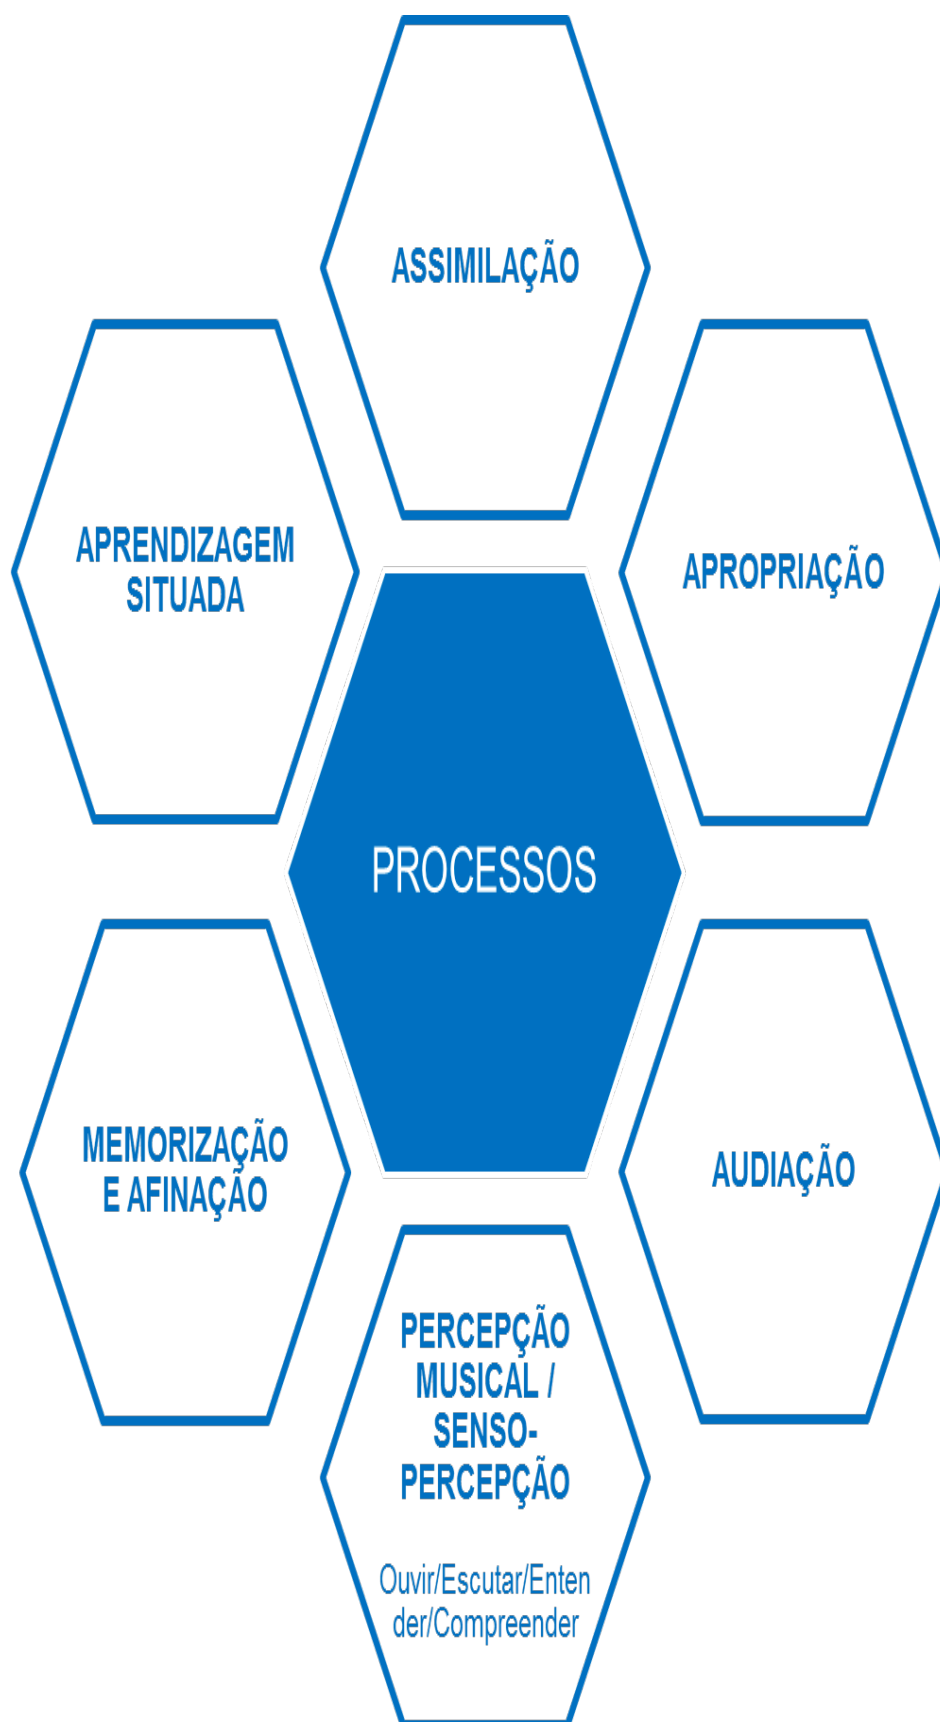 ASSIMILAÇÃO
APRENDIZAGEM
SITUADA
APROPRIAÇÃO
PROCESSOS
MEMORIZAÇÃO
E AFINAÇÃO
AUDIAÇÃO
PERCEPÇÃO
MUSICAL /
SENSO-
PERCEPÇÃO
Ouvir/Escutar/Enten
der/Compreender